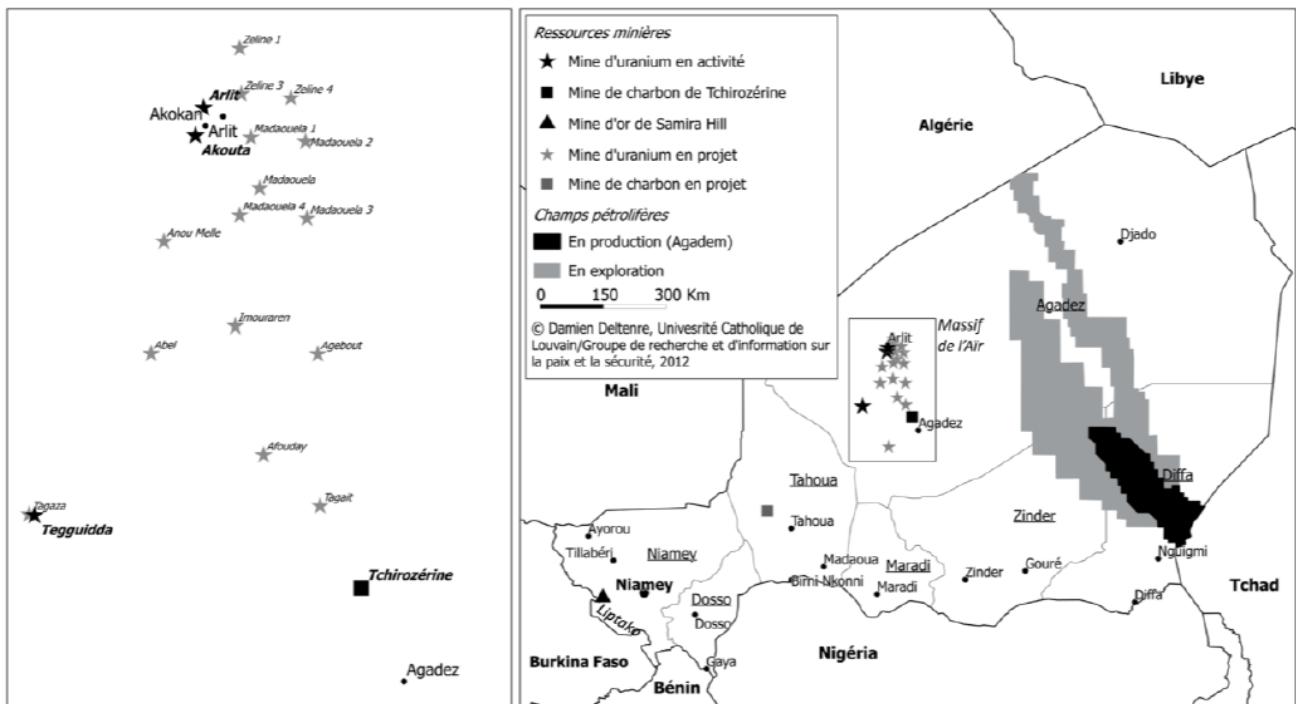 Zeline 1
Zeline 3
Zeline 4
Arlit
Akokan
Arlit
Akouta
Madaouela 1
Madaouela 2
Madaouela
Madaouela 4
Madaouela 3
Anou Melle
Imouraren
Abel
Agebout
Afouday
Tagaza
Tegguidda
Tagait
Tchirozérine
Agadez
Ressources minières
Mine d'uranium en activité
Mine de charbon de Tchirozérine
Mine d'or de Samira Hill
Mine d'uranium en projet
Mine de charbon en projet
Champs pétrolifères
En production (Agadem)
En exploration
0 150 300 Km
© Damien Deltenre, Univesrité Catholique de
Louvain/Groupe de recherche et d'information sur
la paix et la sécurité, 2012
Libye
Algérie
Djado
Agadez
Massif
de l'Aïr
Arlit
Mali
Agadez
Tahoua
Diffa
Zinder
Tahoua
Ayorou
Tillabéri
Niamey
Madaoua
Maradi
Gouré
Nguigmi
Niamey
Birni Nkonni
Maradi
Zinder
Tchad
Dosso
Diffa
Liptako
Dosso
Burkina Faso
Gaya
Nigéria
Bénin